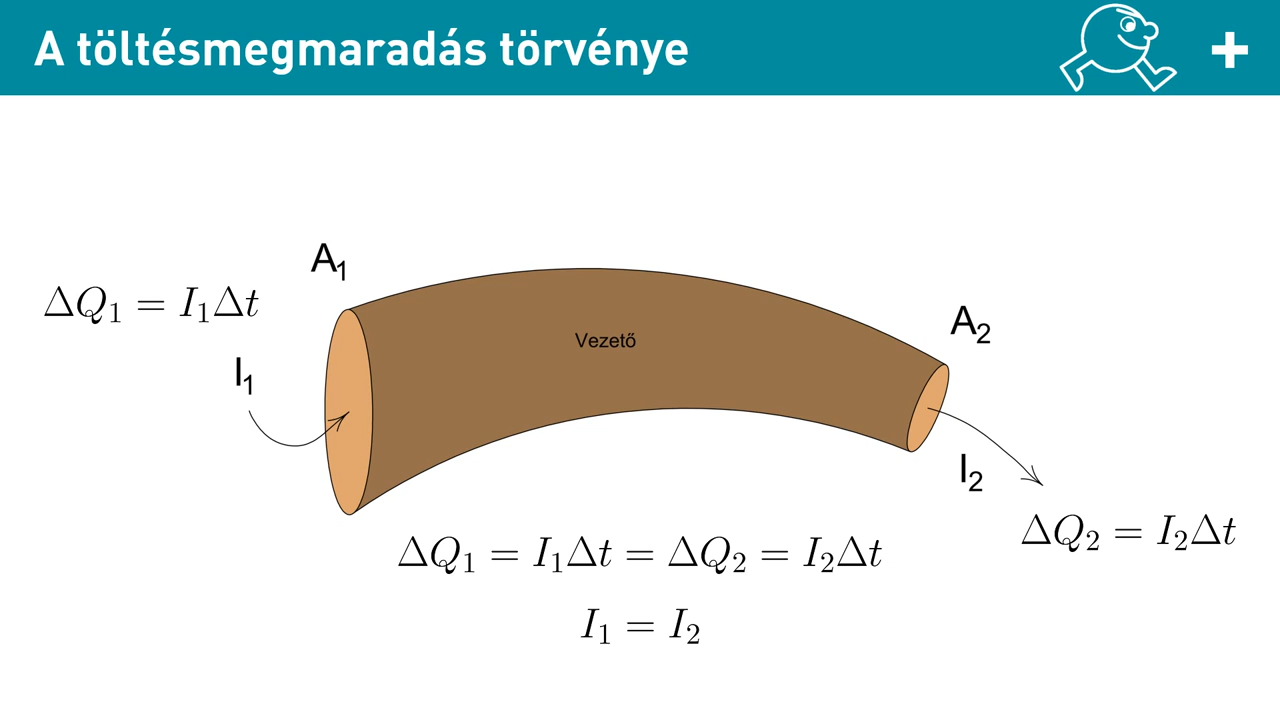 A töltésmegmaradás törvénye
A₁
ΔQ₁ = I₁Δt
Vezető
A₂
I₁
I₂
ΔQ₂ = I₂Δt
ΔQ₁ = I₁Δt = ΔQ₂ = I₂Δt
I₁ = I₂